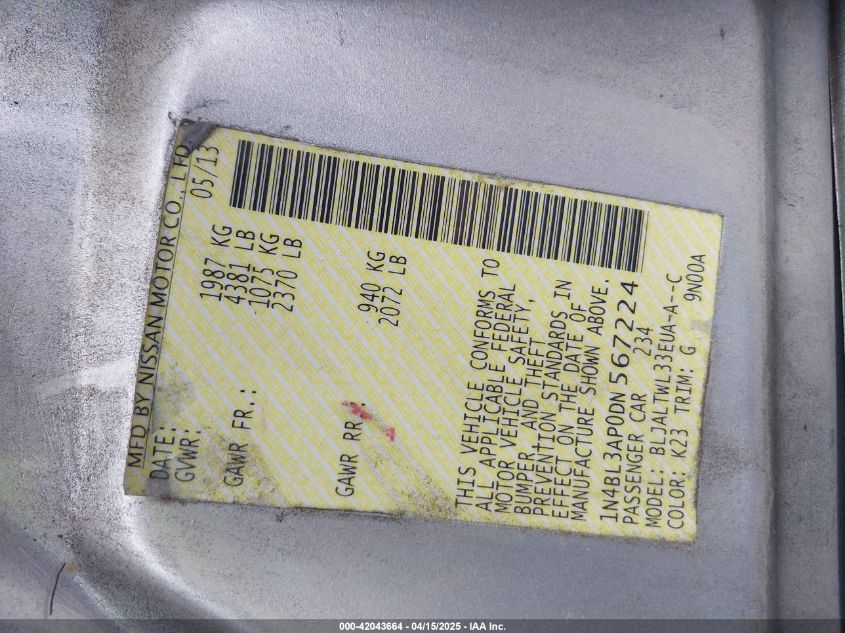 MFD BY NISSAN MOTOR CO., LTD.
DATE: 05/13
GVWR: 1987 KG
4381 LB
GAWR FR.: 1075 KG
2370 LB
GAWR RR.: 940 KG
2072 LB
THIS VEHICLE CONFORMS TO
ALL APPLICABLE FEDERAL
MOTOR VEHICLE SAFETY,
BUMPER, AND THEFT
PREVENTION STANDARDS IN
EFFECT ON THE DATE OF
MANUFACTURE SHOWN ABOVE.
1N4BL3AP0DN567224
PASSENGER CAR 234
MODEL: BLJALTWL33EUA-A--C
COLOR: K23 TRIM: G 9N00A
000-42043664 - 04/15/2025 - IAA Inc.